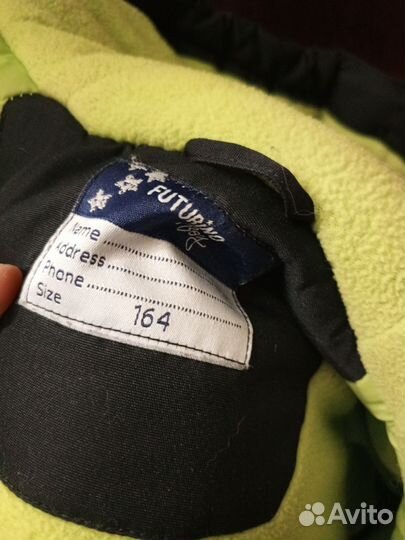 FUTURINO
Name
Address
Phone
Size 164
Avito